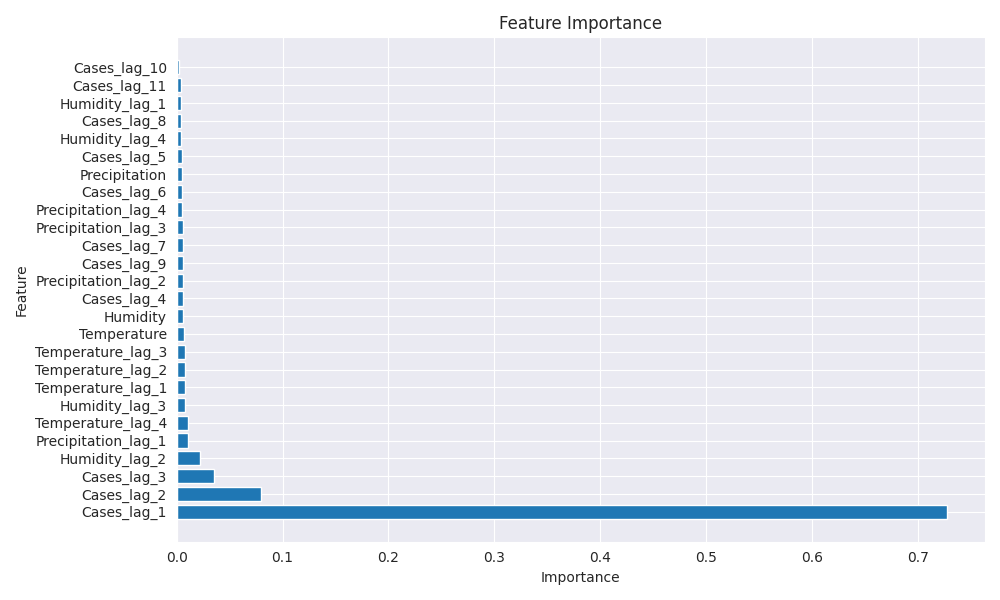 Feature Importance
Cases_lag_10
Cases_lag_11
Humidity_lag_1
Cases_lag_8
Humidity_lag_4
Cases_lag_5
Precipitation
Cases_lag_6
Precipitation_lag_4
Precipitation_lag_3
Cases_lag_7
Cases_lag_9
Precipitation_lag_2
Cases_lag_4
Humidity
Temperature
Temperature_lag_3
Temperature_lag_2
Temperature_lag_1
Humidity_lag_3
Temperature_lag_4
Precipitation_lag_1
Humidity_lag_2
Cases_lag_3
Cases_lag_2
Cases_lag_1
Feature
0.0 0.1 0.2 0.3 0.4 0.5 0.6 0.7
Importance